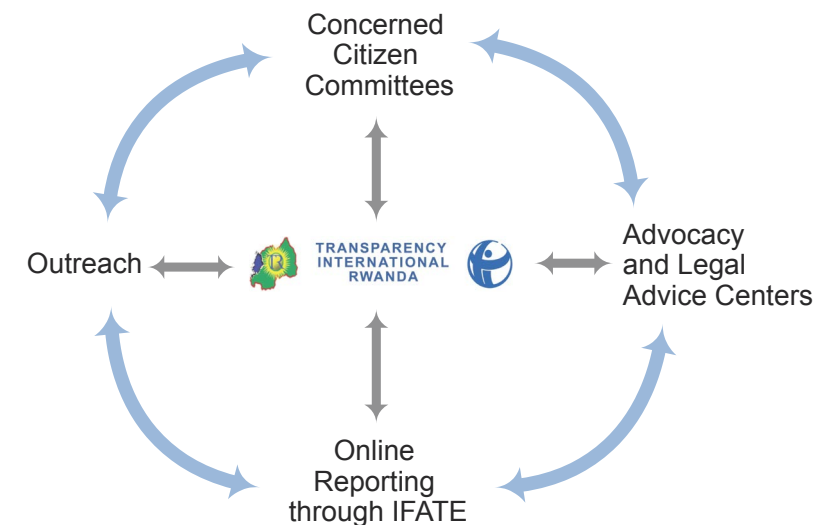 Concerned
Citizen
Committees
Outreach
TRANSPARENCY
INTERNATIONAL
RWANDA
Advocacy
and Legal
Advice Centers
Online
Reporting
through IFATE